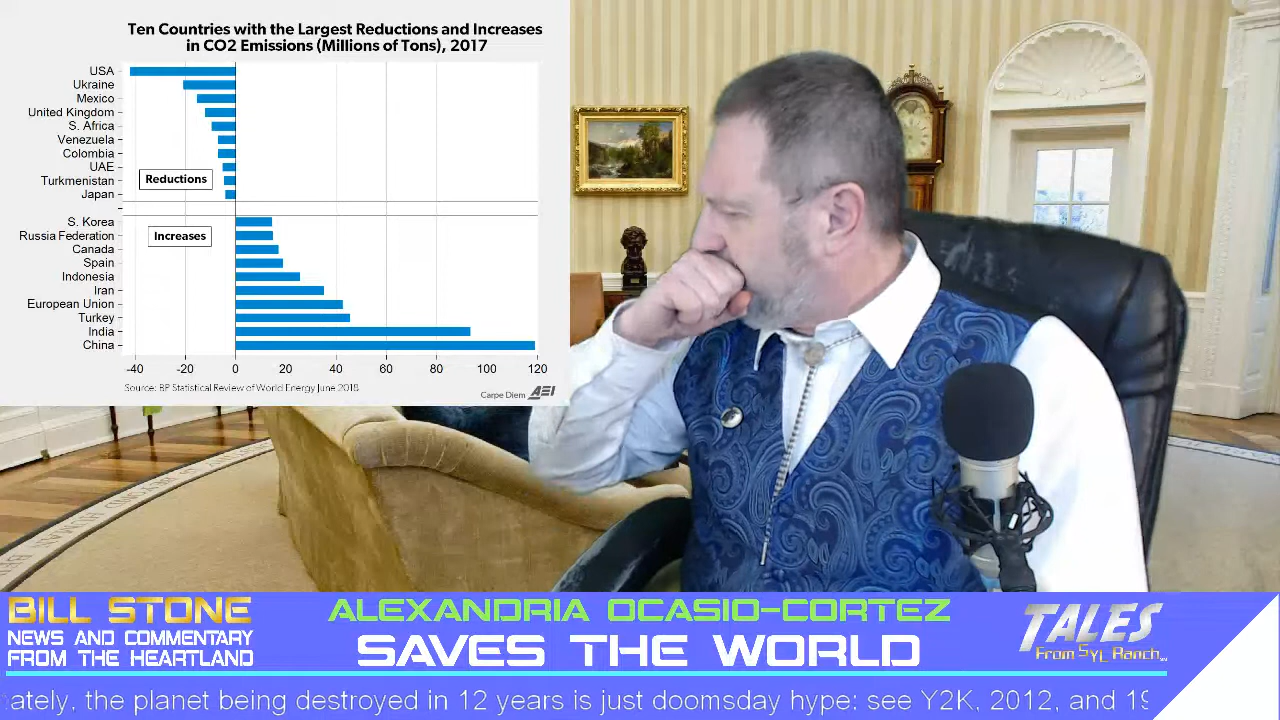 Ten Countries with the Largest Reductions and Increases
in CO2 Emissions (Millions of Tons), 2017
USA
Ukraine
Mexico
United Kingdom
S. Africa
Venezuela
Colombia
UAE
Turkmenistan
Japan
Reductions
S. Korea
Russia Federation
Canada
Spain
Indonesia
Iran
European Union
Turkey
India
China
Increases
-40 -20 0 20 40 60 80 100 120
Source: BP Statistical Review of World Energy June 2018
Carpe Diem AEI
BILL STONE
NEWS AND COMMENTARY
FROM THE HEARTLAND
ALEXANDRIA OCASIO-CORTEZ
SAVES THE WORLD
TALES
From SYL Ranch
ately, the planet being destroyed in 12 years is just doomsday hype: see Y2K, 2012, and 19